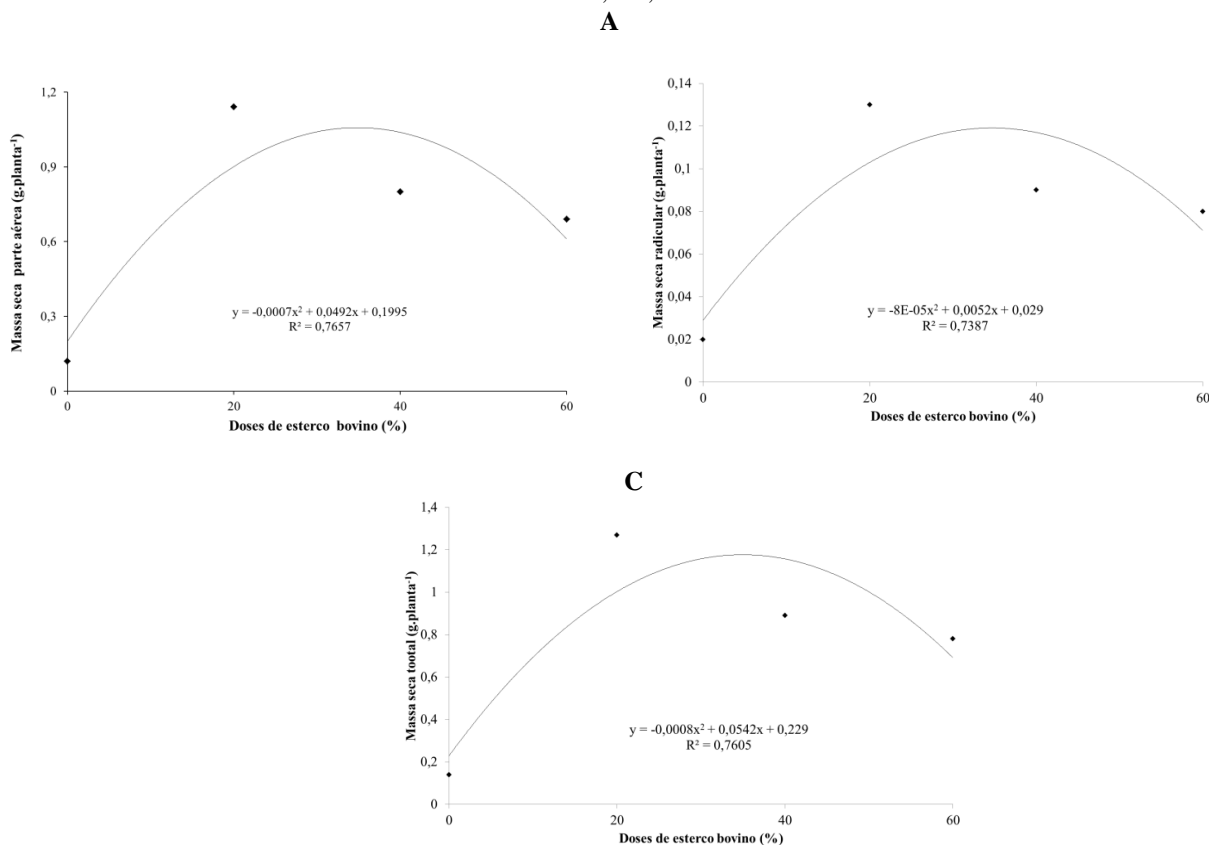 A
Massa seca parte aérea (g.planta⁻¹)
1,2
0,9
0,6
0,3
0
0
20
40
60
y = -0,0007x² + 0,0492x + 0,1995
R² = 0,7657
Doses de esterco bovino (%)
Massa seca radicular (g.planta⁻¹)
0,14
0,12
0,1
0,08
0,06
0,04
0,02
0
0
20
40
60
y = -8E-05x² + 0,0052x + 0,029
R² = 0,7387
Doses de esterco bovino (%)
C
Massa seca tootal (g.planta⁻¹)
1,4
1,2
1
0,8
0,6
0,4
0,2
0
0
20
40
60
y = -0,0008x² + 0,0542x + 0,229
R² = 0,7605
Doses de esterco bovino (%)